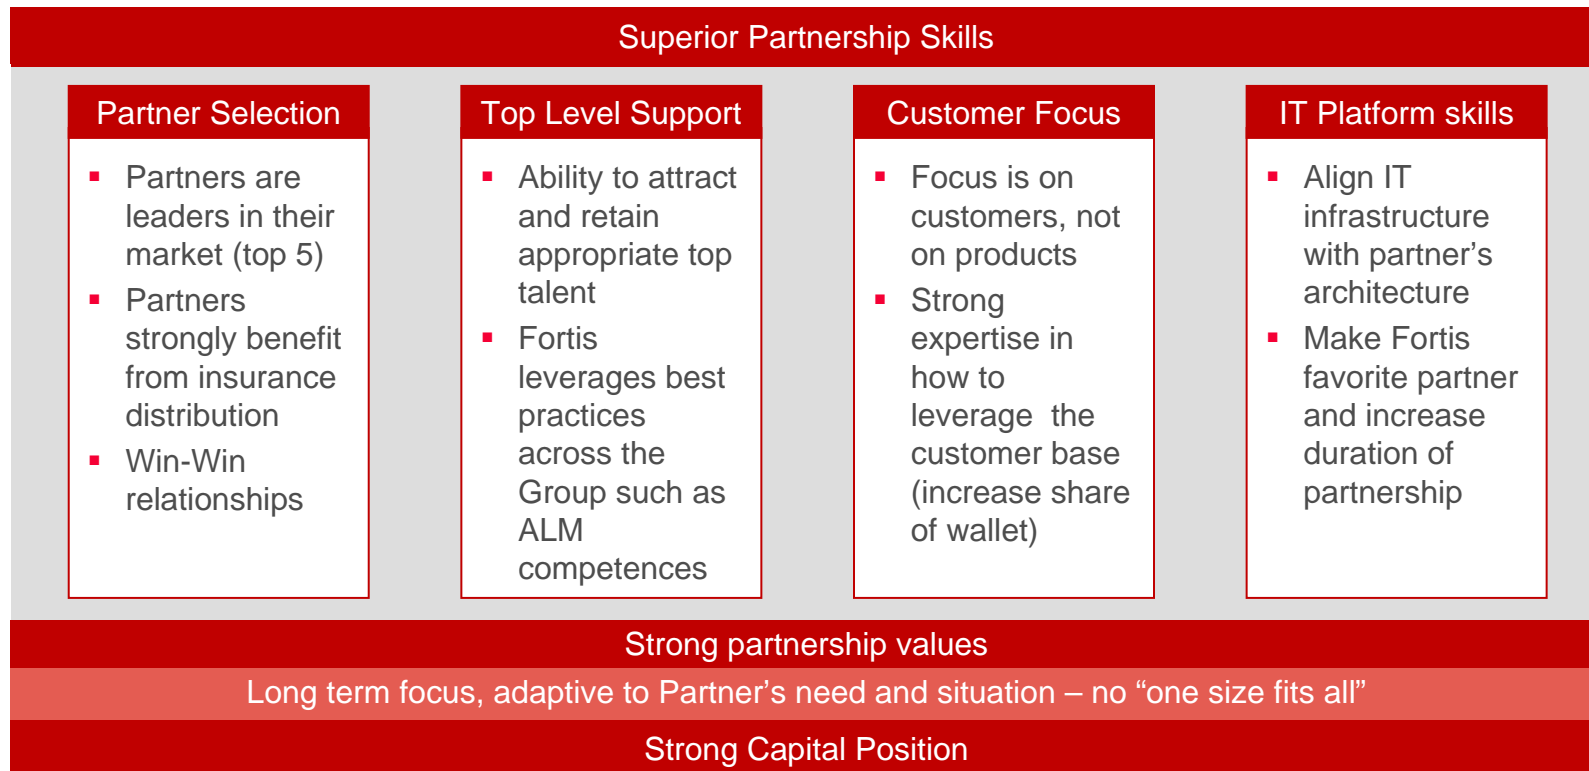 Superior Partnership Skills
Partner Selection
▪ Partners are
leaders in their
market (top 5)
▪ Partners
strongly benefit
from insurance
distribution
▪ Win-Win
relationships
Top Level Support
▪ Ability to attract
and retain
appropriate top
talent
▪ Fortis
leverages best
practices
across the
Group such as
ALM
competences
Customer Focus
▪ Focus is on
customers, not
on products
▪ Strong
expertise in
how to
leverage  the
customer base
(increase share
of wallet)
IT Platform skills
▪ Align IT
infrastructure
with partner’s
architecture
▪ Make Fortis
favorite partner
and increase
duration of
partnership
Strong partnership values
Long term focus, adaptive to Partner’s need and situation – no “one size fits all”
Strong Capital Position